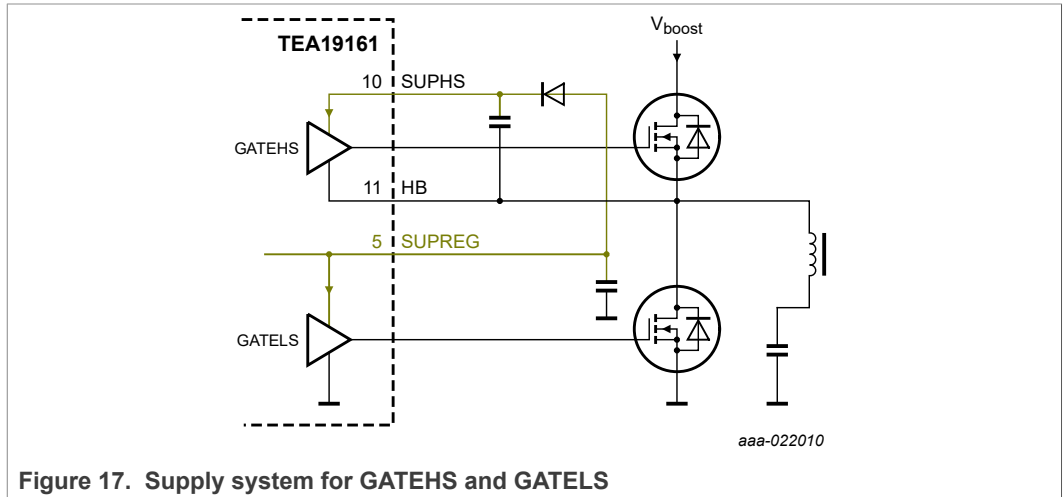 V_boost
TEA19161
10 SUPHS
GATEHS
11 HB
5 SUPREG
GATELS
aaa-022010
Figure 17. Supply system for GATEHS and GATELS